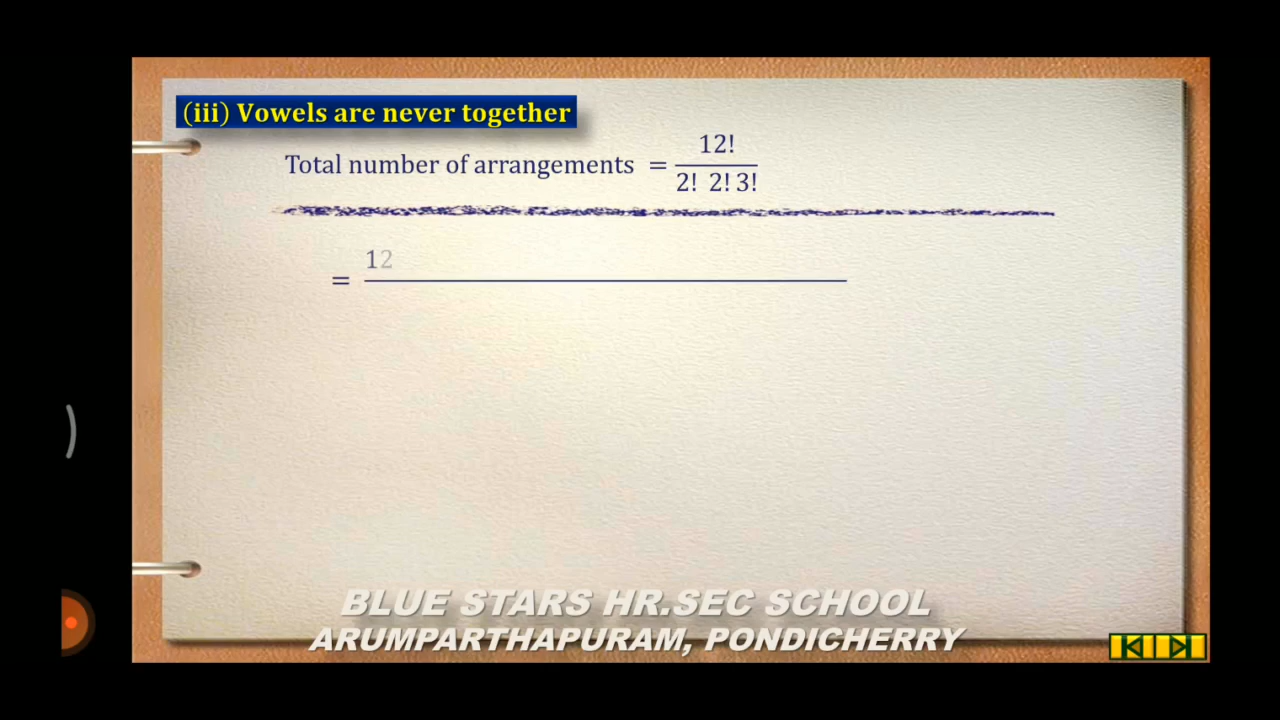 (iii) Vowels are never together
Total number of arrangements = 12! / 2! 2! 3!
= 12
BLUE STARS HR.SEC SCHOOL
ARUMPARTHAPURAM, PONDICHERRY